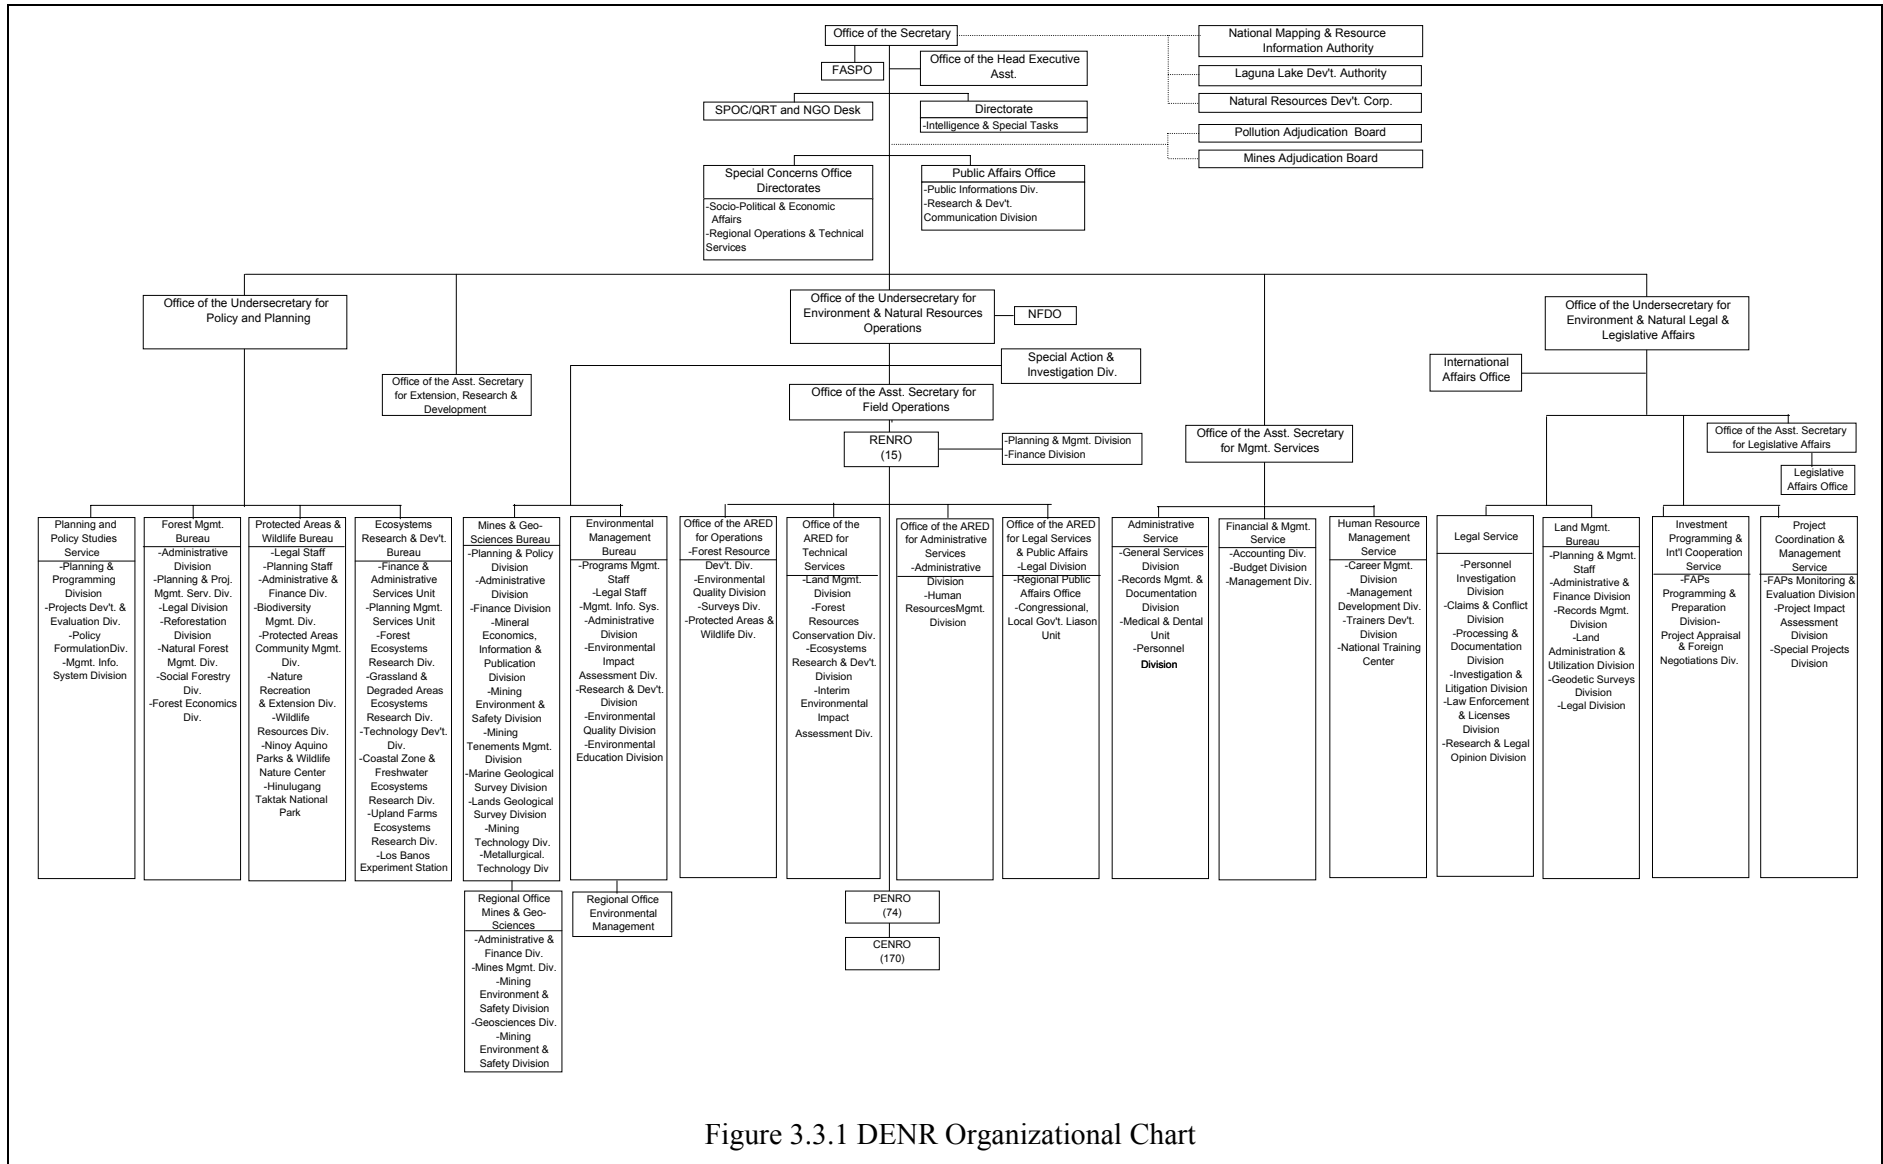 Office of the Secretary
National Mapping & Resource
Information Authority
FASPO
Office of the Head Executive
Asst.
Laguna Lake Dev't. Authority
SPOC/QRT and NGO Desk
Directorate
-Intelligence & Special Tasks
Natural Resources Dev't. Corp.
Pollution Adjudication Board
Mines Adjudication Board
Special Concerns Office
Directorates
-Socio-Political & Economic
Affairs
-Regional Operations & Technical
Services
Public Affairs Office
-Public Informations Div.
-Research & Dev't.
Communication Division
Office of the Undersecretary for
Policy and Planning
Office of the Undersecretary for
Environment & Natural Resources
Operations
NFDO
Office of the Undersecretary for
Environment & Natural Legal &
Legislative Affairs
Special Action &
Investigation Div.
International
Affairs Office
Office of the Asst. Secretary
for Extension, Research &
Development
Office of the Asst. Secretary for
Field Operations
RENRO
(15)
-Planning & Mgmt. Division
-Finance Division
Office of the Asst. Secretary
for Mgmt. Services
Office of the Asst. Secretary
for Legislative Affairs
Legislative
Affairs Office
Planning and
Policy Studies
Service
-Planning &
Programming
Division
-Projects Dev't. &
Evaluation Div.
-Policy
FormulationDiv.
-Mgmt. Info.
System Division
Forest Mgmt.
Bureau
-Administrative
Division
-Planning & Proj.
Mgmt. Serv. Div.
-Legal Division
-Reforestation
Division
-Natural Forest
Mgmt. Div.
-Social Forestry
Div.
-Forest Economics
Div.
Protected Areas &
Wildlife Bureau
-Legal Staff
-Planning Staff
-Administrative &
Finance Div.
-Biodiversity
Mgmt. Div.
-Protected Areas
Community Mgmt.
Div.
-Nature
Recreation
& Extension Div.
-Wildlife
Resources Div.
-Ninoy Aquino
Parks & Wildlife
Nature Center
-Hinulugang
Taktak National
Park
Ecosystems
Research & Dev't.
Bureau
-Finance &
Administrative
Services Unit
-Planning Mgmt.
Services Unit
-Forest
Ecosystems
Research Div.
-Grassland &
Degraded Areas
Ecosystems
Research Div.
-Technology Dev't.
Div.
-Coastal Zone &
Freshwater
Ecosystems
Research Div.
-Upland Farms
Ecosystems
Research Div.
-Los Banos
Experiment Station
Mines & Geo-
Sciences Bureau
-Planning & Policy
Division
-Administrative
Division
-Finance Division
-Mineral
Economics,
Information &
Publication
Division
-Mining
Environment &
Safety Division
-Mining
Tenements Mgmt.
Division
-Marine Geological
Survey Division
-Lands Geological
Survey Division
-Mining
Technology Div.
-Metallurgical.
Technology Div
Environmental
Management
Bureau
-Programs Mgmt.
Staff
-Legal Staff
-Mgmt. Info. Sys.
-Administrative
Division
-Environmental
Impact
Assessment Div.
-Research & Dev't.
Division
-Environmental
Quality Division
-Environmental
Education Division
Office of the ARED
for Operations
-Forest Resource
Dev't. Div.
-Environmental
Quality Division
-Surveys Div.
-Protected Areas &
Wildlife Div.
Office of the
ARED for
Technical
Services
-Land Mgmt.
Division
-Forest
Resources
Conservation Div.
-Ecosystems
Research & Dev't.
Division
-Interim
Environmental
Impact
Assessment Div.
Office of the ARED
for Administrative
Services
-Administrative
Division
-Human
ResourcesMgmt.
Division
Office of the ARED
for Legal Services
& Public Affairs
-Legal Division
-Regional Public
Affairs Office
-Congressional,
Local Gov't. Liason
Unit
Administrative
Service
-General Services
Division
-Records Mgmt. &
Documentation
Division
-Medical & Dental
Unit
-Personnel
Division
Financial & Mgmt.
Service
-Accounting Div.
-Budget Division
-Management Div.
Human Resource
Management
Service
-Career Mgmt.
Division
-Management
Development Div.
-Trainers Dev't.
Division
-National Training
Center
Legal Service
-Personnel
Investigation
Division
-Claims & Conflict
Division
-Processing &
Documentation
Division
-Investigation &
Litigation Division
-Law Enforcement
& Licenses
Division
-Research & Legal
Opinion Division
Land Mgmt.
Bureau
-Planning & Mgmt.
Staff
-Administrative &
Finance Division
-Records Mgmt.
Division
-Land
Administration &
Utilization Division
-Geodetic Surveys
Division
-Legal Division
Investment
Programming &
Int'l Cooperation
Service
-FAPs
Programming &
Preparation
Division-
Project Appraisal
& Foreign
Negotiations Div.
Project
Coordination &
Management
Service
-FAPs Monitoring &
Evaluation Division
-Project Impact
Assessment
Division
-Special Projects
Division
Regional Office
Mines & Geo-
Sciences
-Administrative &
Finance Div.
-Mines Mgmt. Div.
-Mining
Environment &
Safety Division
-Geosciences Div.
-Mining
Environment &
Safety Division
Regional Office
Environmental
Management
PENRO
(74)
CENRO
(170)
Figure 3.3.1 DENR Organizational Chart